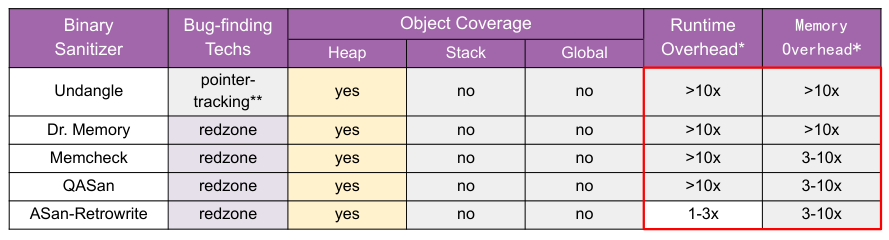 Binary Sanitizer Bug-finding Techs Object Coverage Runtime Overhead* Memory Overhead*
Heap Stack Global
Undangle pointer-tracking** yes no no >10x >10x
Dr. Memory redzone yes no no >10x >10x
Memcheck redzone yes no no >10x 3-10x
QASan redzone yes no no >10x 3-10x
ASan-Retrowrite redzone yes no no 1-3x 3-10x